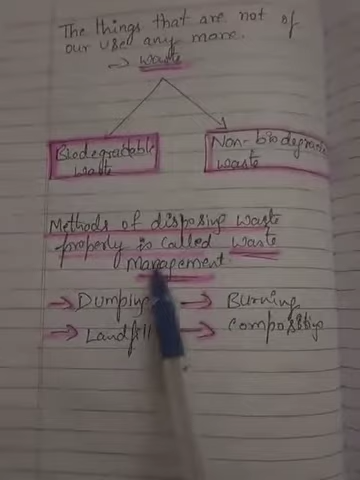 The things that are not of
our use any more.
→ waste
Biodegradable waste
Non-biodegradable waste
Methods of disposing waste
properly is called waste
Management.
→ Dumping → Burning
→ Landfill → Composting